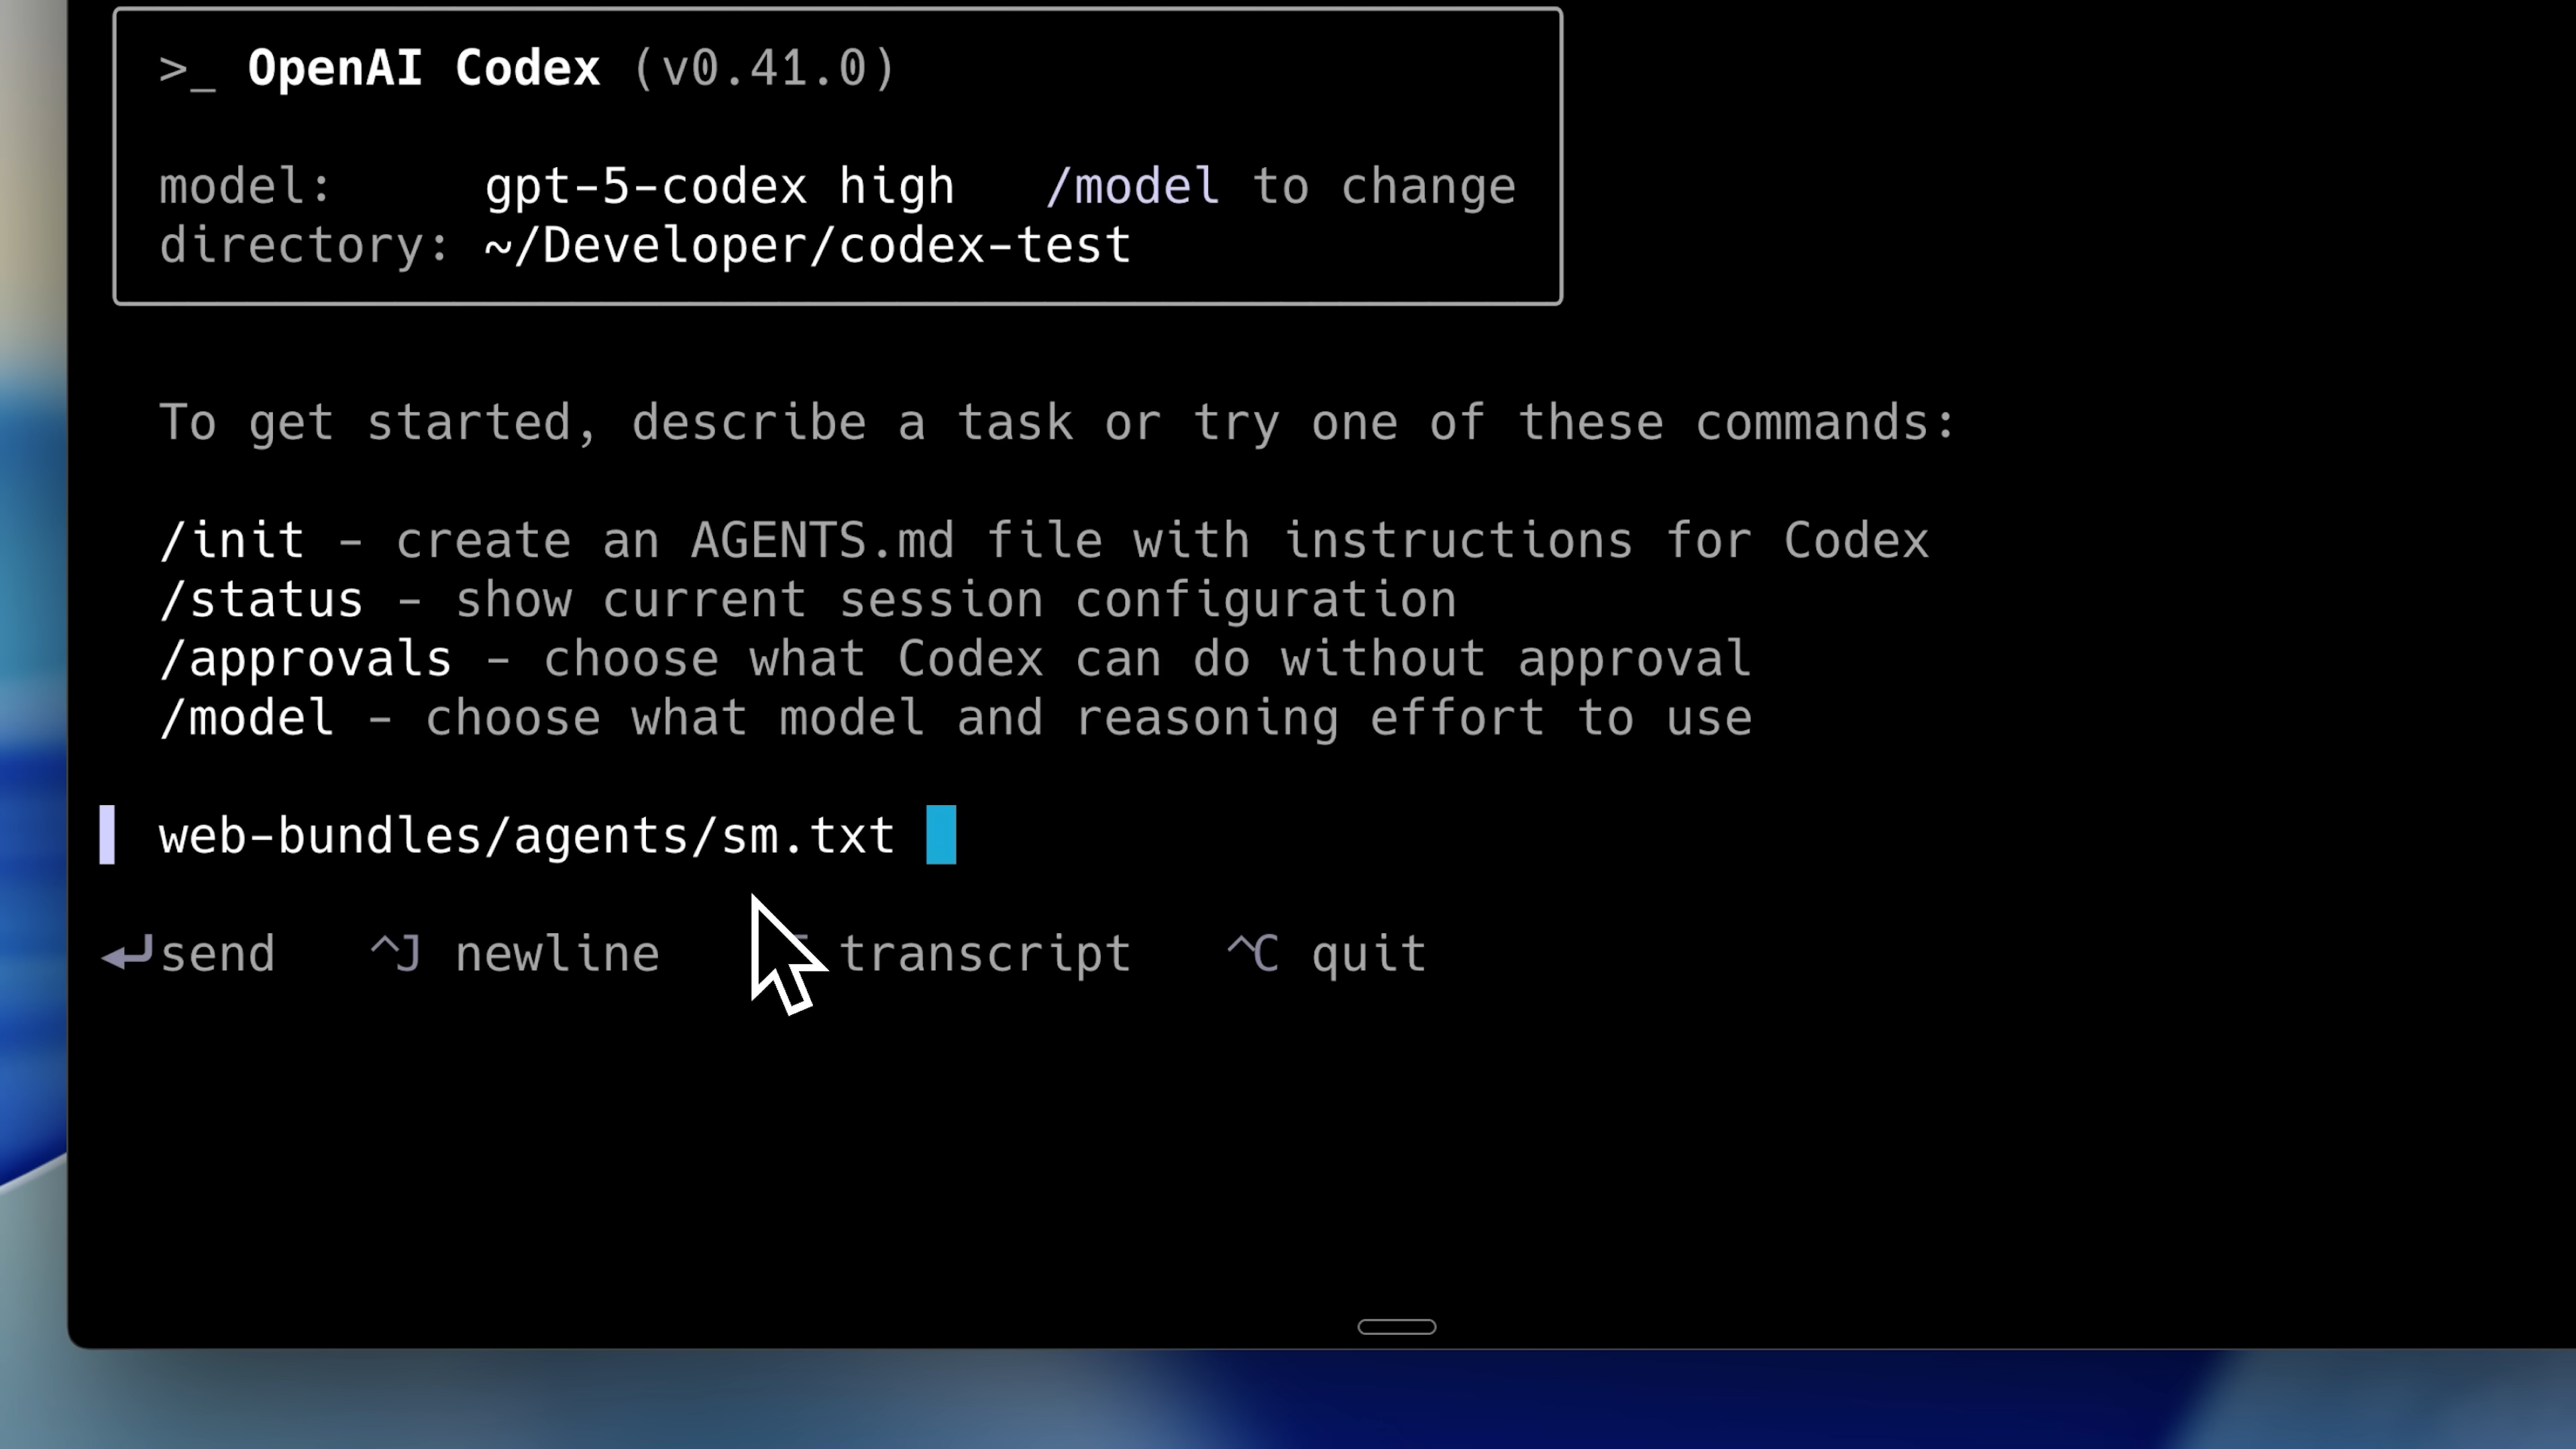 >_ OpenAI Codex (v0.41.0)
model: gpt-5-codex high /model to change
directory: ~/Developer/codex-test
To get started, describe a task or try one of these commands:
/init - create an AGENTS.md file with instructions for Codex
/status - show current session configuration
/approvals - choose what Codex can do without approval
/model - choose what model and reasoning effort to use
web-bundles/agents/sm.txt
send ^J newline transcript ^C quit